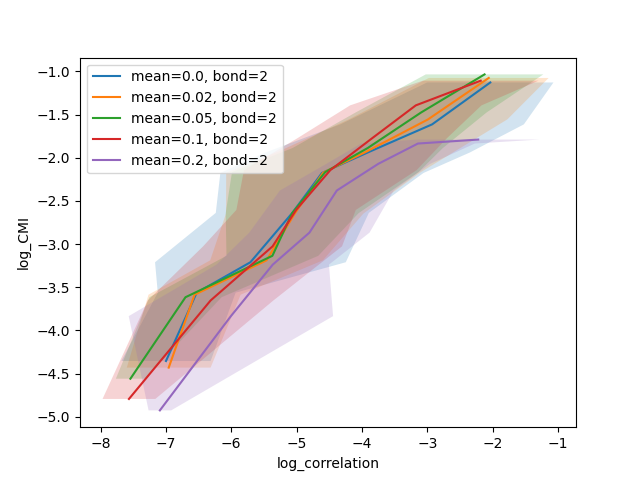 mean=0.0, bond=2
mean=0.02, bond=2
mean=0.05, bond=2
mean=0.1, bond=2
mean=0.2, bond=2
−1.0
−1.5
−2.0
−2.5
−3.0
−3.5
−4.0
−4.5
−5.0
log_CMI
−8
−7
−6
−5
−4
−3
−2
−1
log_correlation